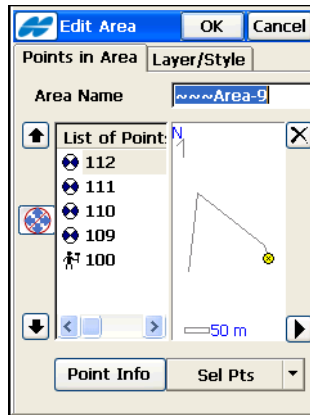 Edit Area OK Cancel
Points in Area Layer/Style
Area Name ~~~Area-9
List of Point
112
111
110
109
100
N
50 m
Point Info Sel Pts